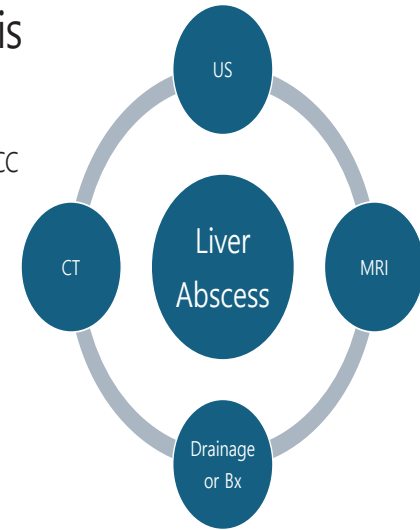 is
CC
US
CT
Liver
Abscess
MRI
Drainage
or Bx